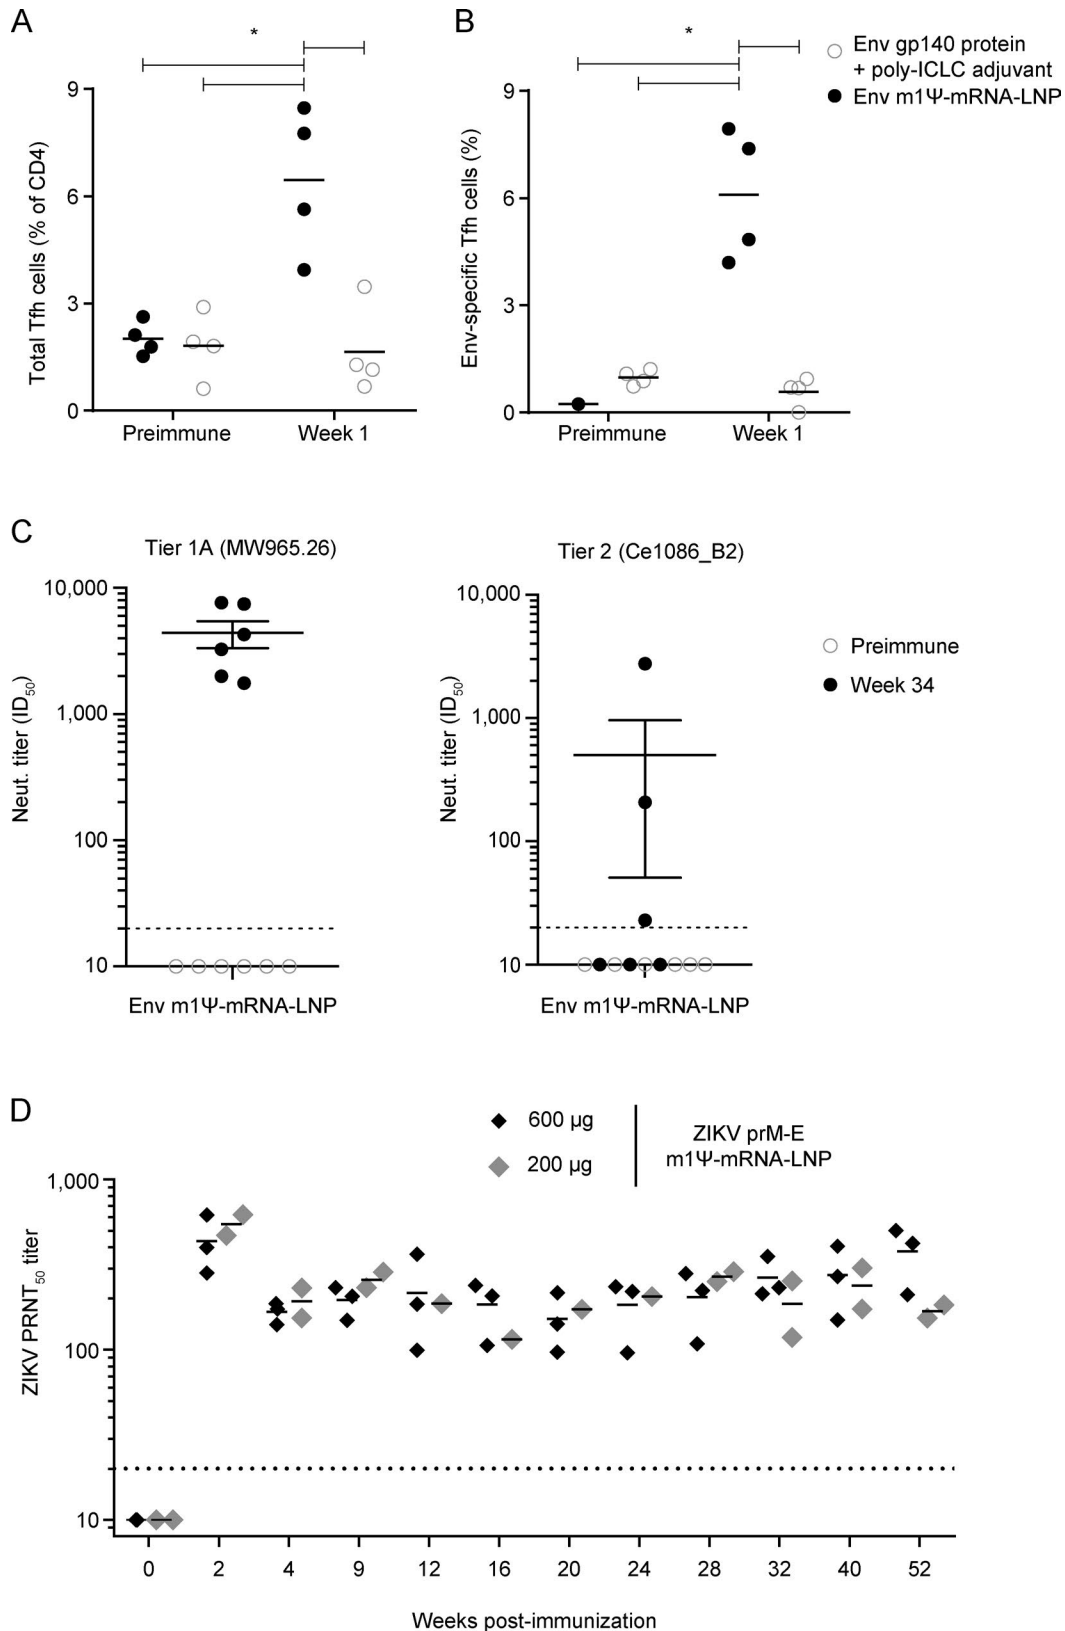 A
B
*
*
Env gp140 protein
+ poly-ICLC adjuvant
Env m1Ψ-mRNA-LNP
Total Tfh cells (% of CD4)
9
6
3
0
Preimmune
Week 1
Env-specific Tfh cells (%)
9
6
3
0
Preimmune
Week 1
C
Tier 1A (MW965.26)
Neut. titer (ID50)
10,000
1,000
100
10
Env m1Ψ-mRNA-LNP
Tier 2 (Ce1086_B2)
Neut. titer (ID50)
10,000
1,000
100
10
Env m1Ψ-mRNA-LNP
Preimmune
Week 34
D
600 µg
200 µg
ZIKV prM-E
m1Ψ-mRNA-LNP
ZIKV PRNT50 titer
1,000
100
10
0 2 4 9 12 16 20 24 28 32 40 52
Weeks post-immunization